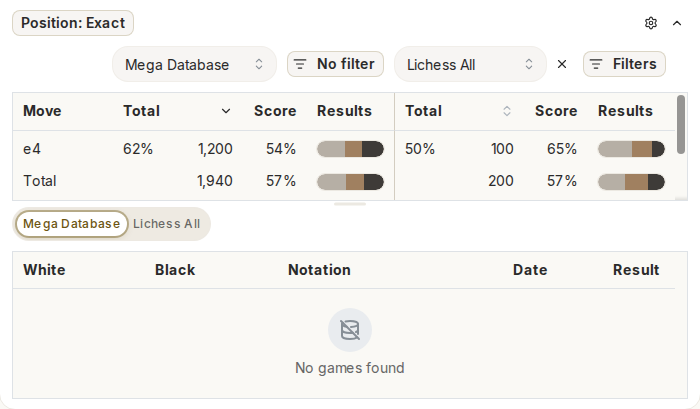 Position: Exact
Mega Database No filter Lichess All Filters
Move Total Score Results Total Score Results
e4 62% 1,200 54% 50% 100 65%
Total 1,940 57% 200 57%
Mega Database Lichess All
White Black Notation Date Result
No games found